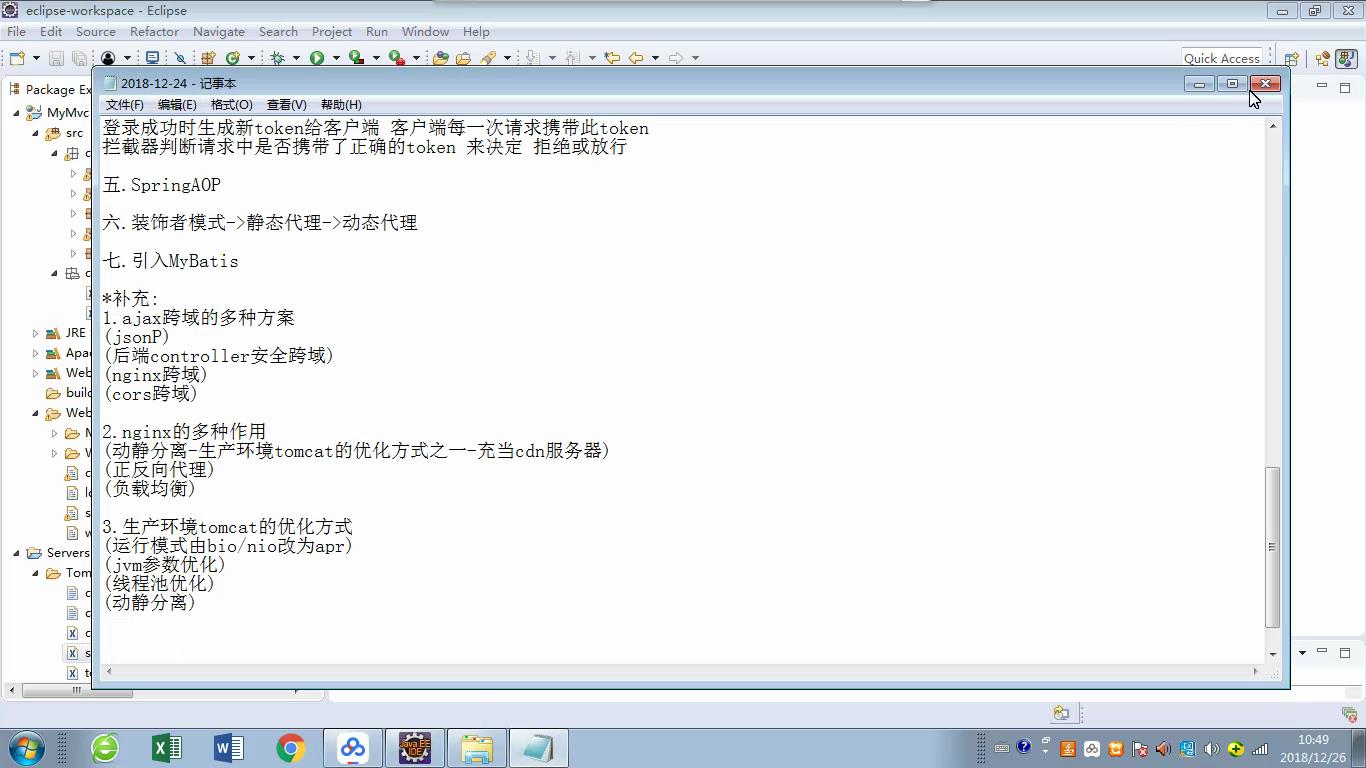 eclipse-workspace - Eclipse
File Edit Source Refactor Navigate Search Project Run Window Help
Quick Access
Package Ex
2018-12-24 - 记事本
文件(F) 编辑(E) 格式(O) 查看(V) 帮助(H)
MyMvc
src
JRE
Apac
Web
build
Web
Servers
Tom
登录成功时生成新token给客户端 客户端每一次请求携带此token
拦截器判断请求中是否携带了正确的token 来决定 拒绝或放行
五.SpringAOP
六.装饰者模式->静态代理->动态代理
七.引入MyBatis
*补充:
1.ajax跨域的多种方案
(jsonP)
(后端controller安全跨域)
(nginx跨域)
(cors跨域)
2.nginx的多种作用
(动静分离-生产环境tomcat的优化方式之一-充当cdn服务器)
(正反向代理)
(负载均衡)
3.生产环境tomcat的优化方式
(运行模式由bio/nio改为apr)
(jvm参数优化)
(线程池优化)
(动静分离)
Java EE
IDE
10:49
2018/12/26